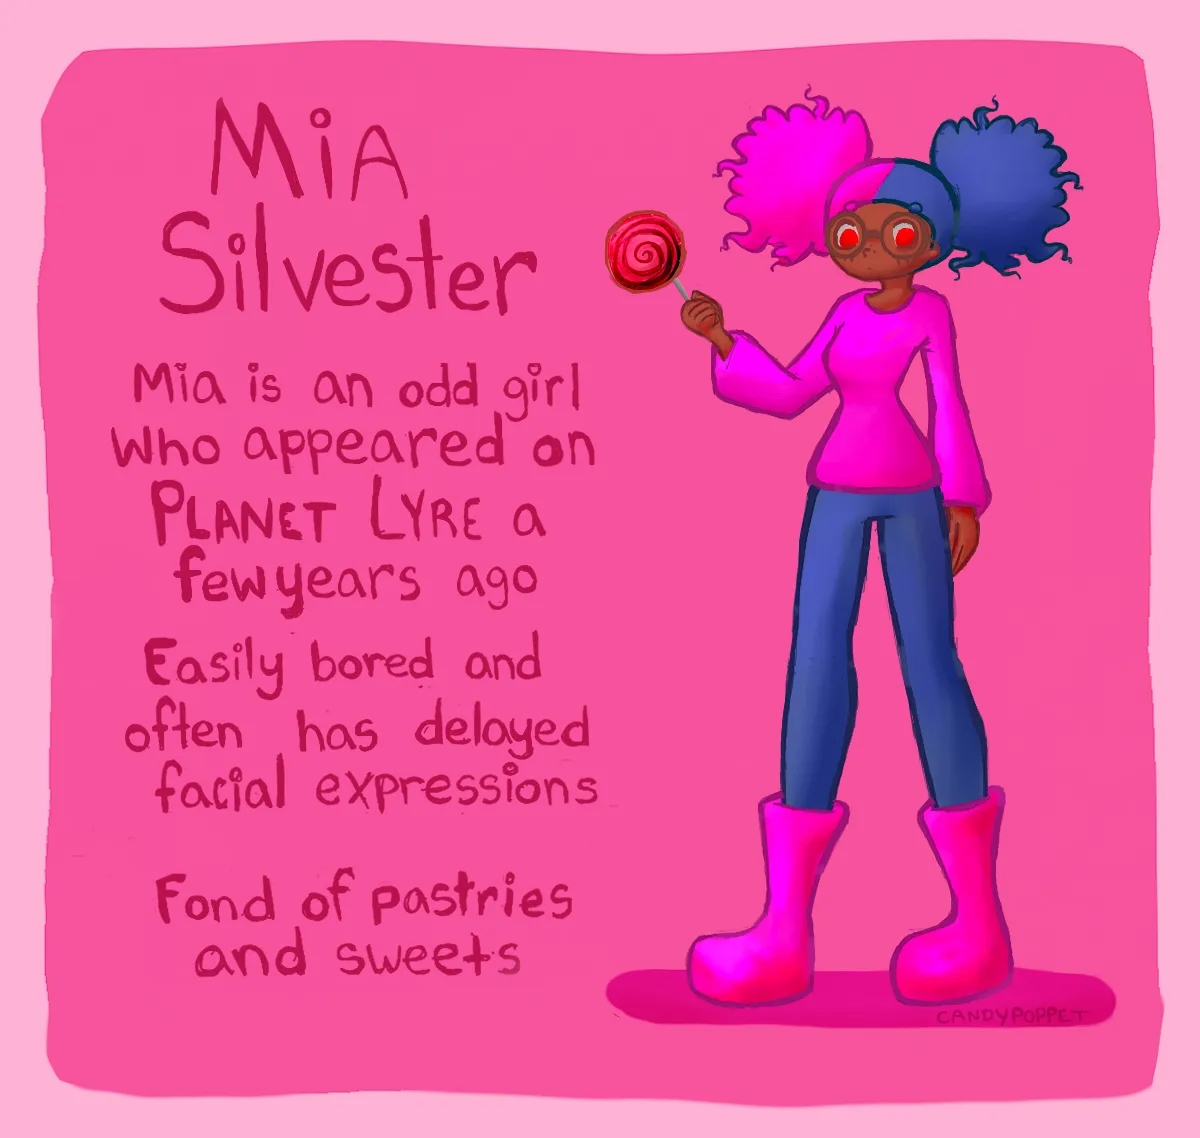 MiA
Silvester
Mia is an odd girl
who appeared on
PLANET LYRE a
few years ago
Easily bored and
often has delayed
facial expressions
Fond of pastries
and sweets
CANDYPOPPET